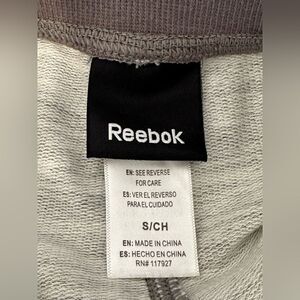 Reebok
EN: SEE REVERSE
FOR CARE
ES: VER EL REVERSO
PARA EL CUIDADO
S/CH
EN: MADE IN CHINA
ES: HECHO EN CHINA
RN# 117927